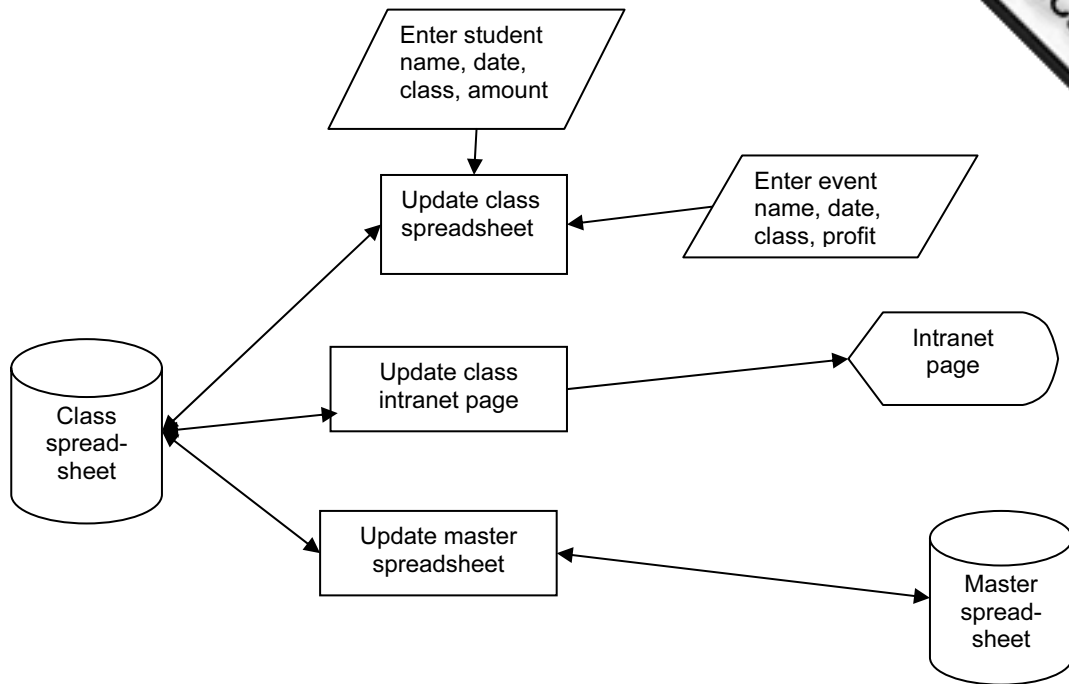 Enter student
name, date,
class, amount
Update class
spreadsheet
Enter event
name, date,
class, profit
Intranet
page
Update class
intranet page
Class
spread-
sheet
Update master
spreadsheet
Master
spread-
sheet